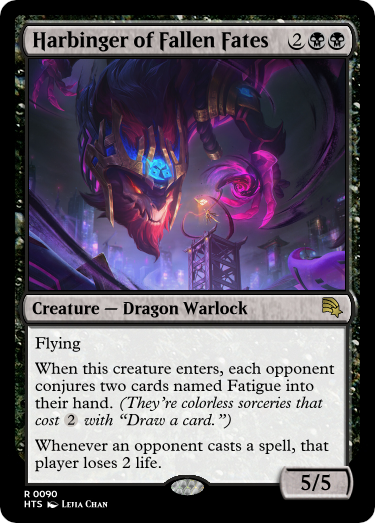 Harbinger of Fallen Fates 2
Creature — Dragon Warlock
Flying
When this creature enters, each opponent
conjures two cards named Fatigue into
their hand. (They're colorless sorceries that
cost 2 with "Draw a card.")
Whenever an opponent casts a spell, that
player loses 2 life.
5/5
R 0090
HTS Lejia Chan